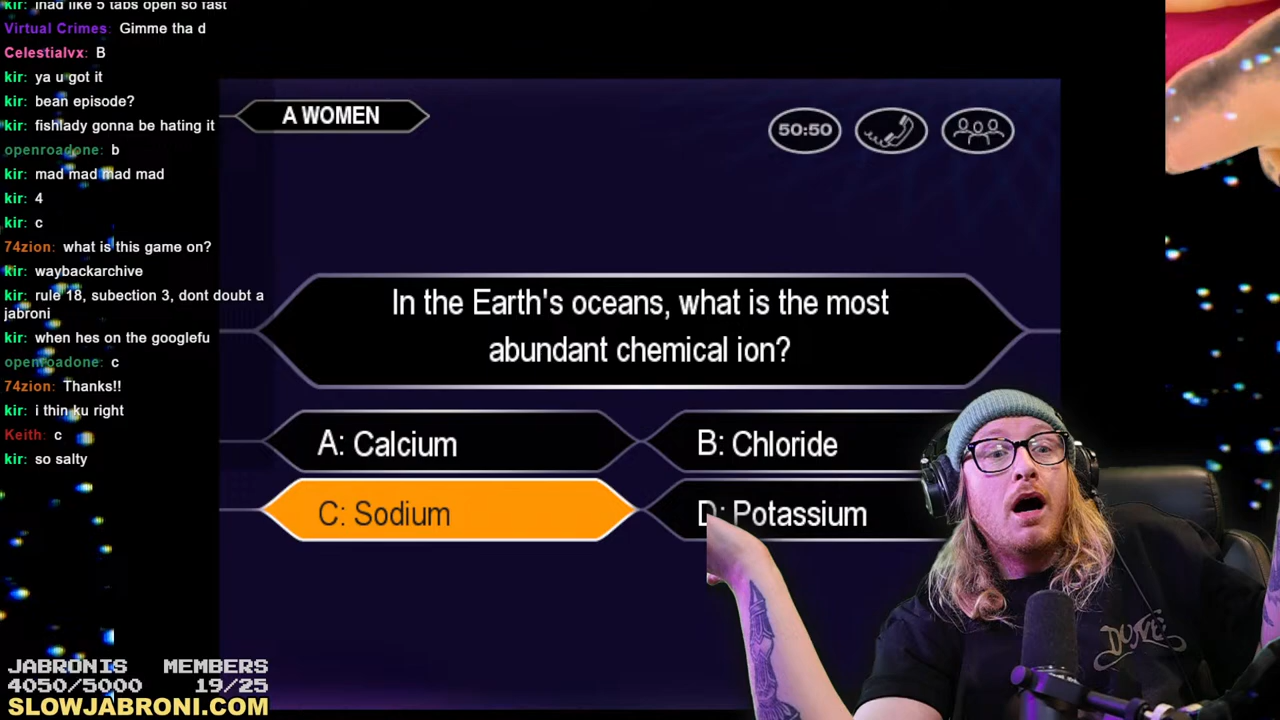 kir: ihad like 5 tabs open so fast
Virtual Crimes: Gimme tha d
Celestialvx: B
kir: ya u got it
kir: bean episode?
kir: fishlady gonna be hating it
openroadone: b
kir: mad mad mad mad
kir: 4
kir: c
74zion: what is this game on?
kir: waybackarchive
kir: rule 18, subection 3, dont doubt a
jabroni
kir: when hes on the googlefu
openroadone: c
74zion: Thanks!!
kir: i thin ku right
Keith: c
kir: so salty
A WOMEN
50:50
In the Earth's oceans, what is the most
abundant chemical ion?
A: Calcium
B: Chloride
C: Sodium
D: Potassium
DUNE
JABRONIS MEMBERS
4050/5000 19/25
SLOWJABRONI.COM